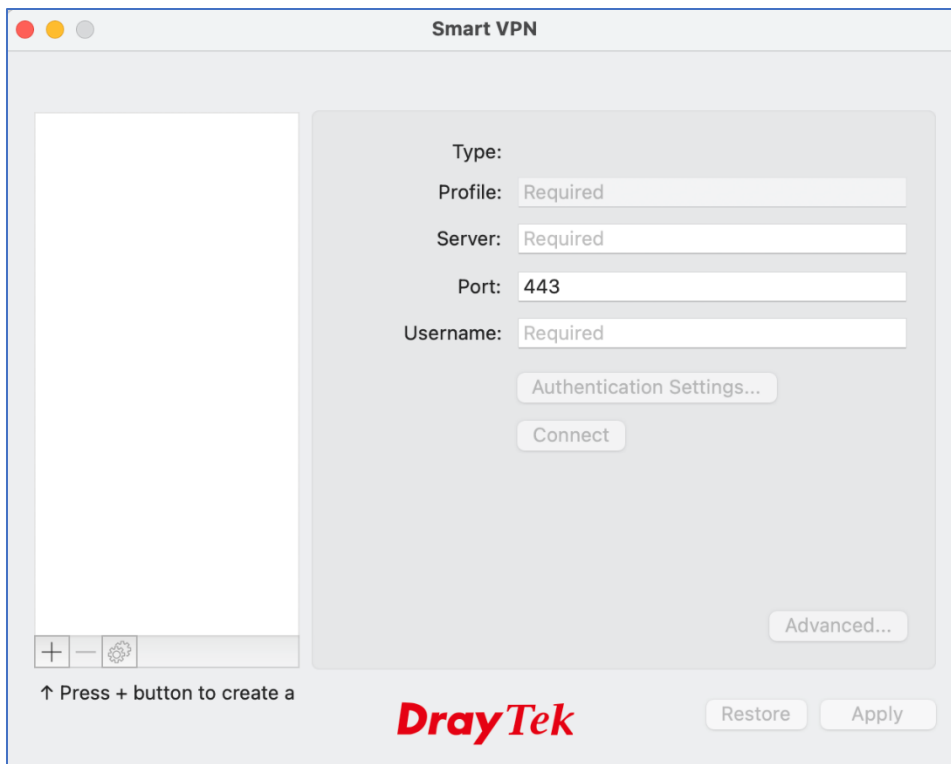 Smart VPN
Type:
Profile: Required
Server: Required
Port: 443
Username: Required
Authentication Settings...
Connect
Advanced...
↑ Press + button to create a
DrayTek
Restore Apply